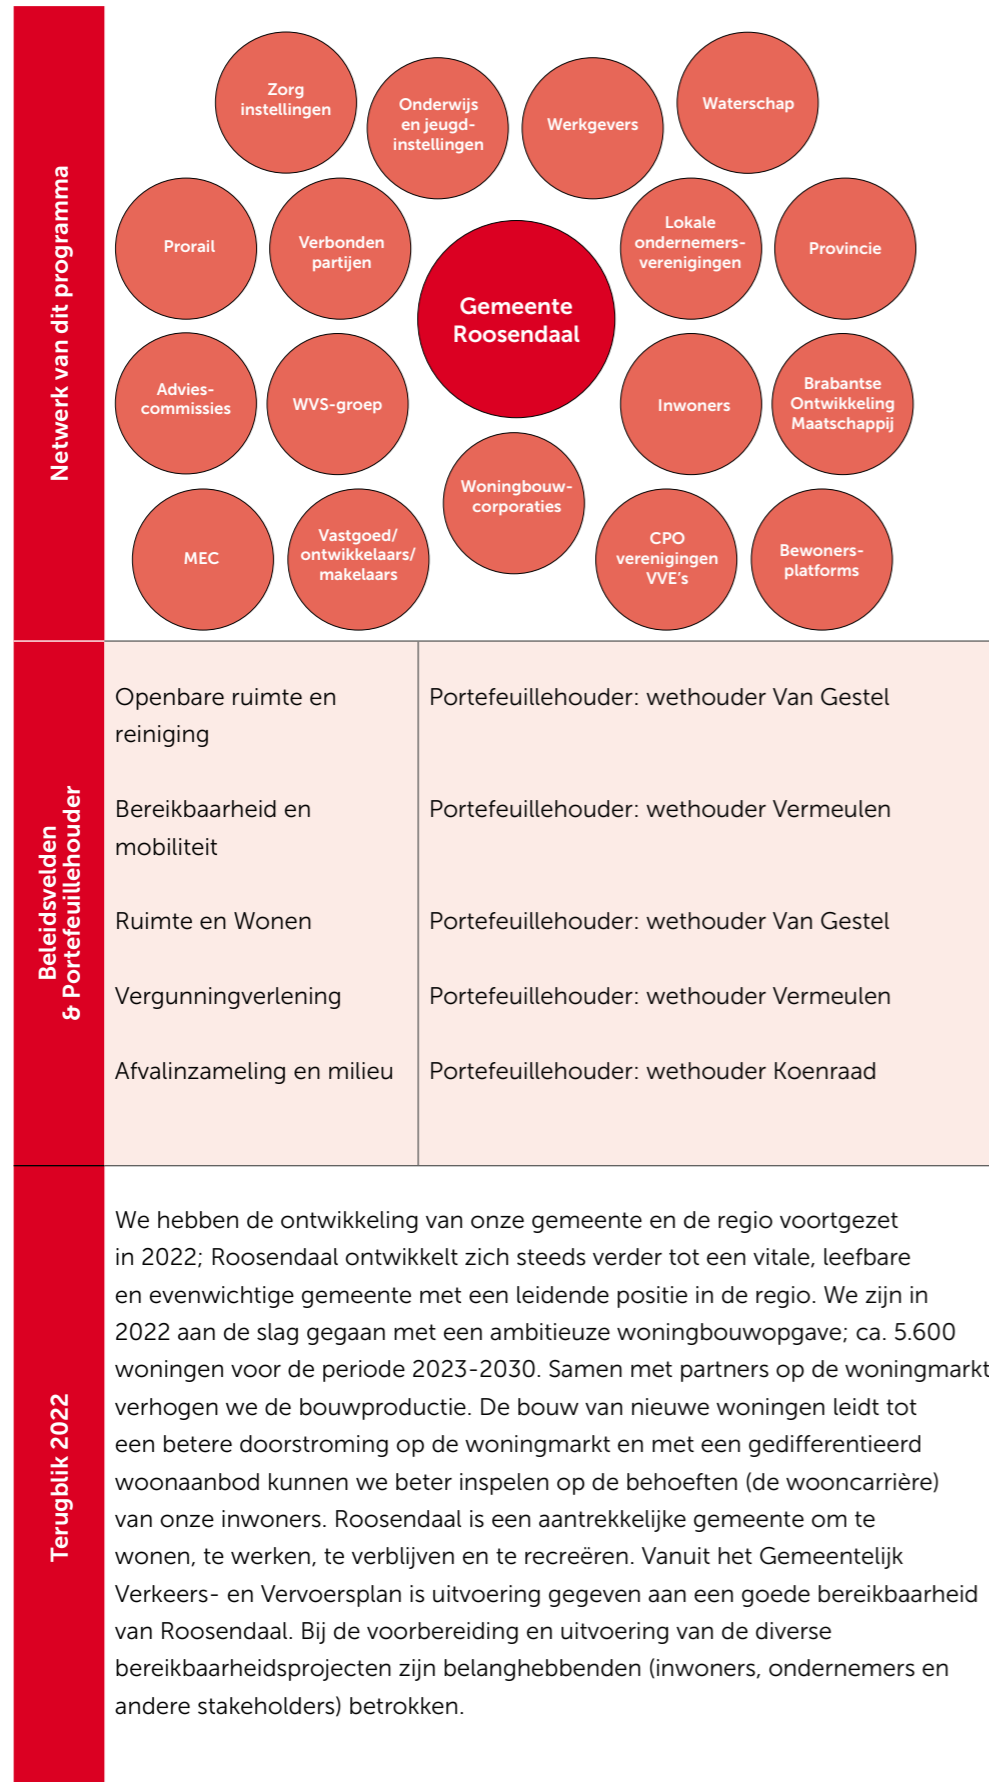 Netwerk van dit programma
Zorg
instellingen
Onderwijs
en jeugd-
instellingen
Werkgevers
Waterschap
Prorail
Verbonden
partijen
Gemeente
Roosendaal
Lokale
ondernemers-
verenigingen
Provincie
Advies-
commissies
WVS-groep
Inwoners
Brabantse
Ontwikkeling
Maatschappij
MEC
Vastgoed/
ontwikkelaars/
makelaars
Woningbouw-
corporaties
CPO
verenigingen
VVE's
Bewoners-
platforms
Beleidsvelden
& Portefeuillehouder
Openbare ruimte en
reiniging
Portefeuillehouder: wethouder Van Gestel
Bereikbaarheid en
mobiliteit
Portefeuillehouder: wethouder Vermeulen
Ruimte en Wonen
Portefeuillehouder: wethouder Van Gestel
Vergunningverlening
Portefeuillehouder: wethouder Vermeulen
Afvalinzameling en milieu
Portefeuillehouder: wethouder Koenraad
Terugblik 2022
We hebben de ontwikkeling van onze gemeente en de regio voortgezet
in 2022; Roosendaal ontwikkelt zich steeds verder tot een vitale, leefbare
en evenwichtige gemeente met een leidende positie in de regio. We zijn in
2022 aan de slag gegaan met een ambitieuze woningbouwopgave; ca. 5.600
woningen voor de periode 2023-2030. Samen met partners op de woningmarkt
verhogen we de bouwproductie. De bouw van nieuwe woningen leidt tot
een betere doorstroming op de woningmarkt en met een gedifferentieerd
woonaanbod kunnen we beter inspelen op de behoeften (de wooncarrière)
van onze inwoners. Roosendaal is een aantrekkelijke gemeente om te
wonen, te werken, te verblijven en te recreëren. Vanuit het Gemeentelijk
Verkeers- en Vervoersplan is uitvoering gegeven aan een goede bereikbaarheid
van Roosendaal. Bij de voorbereiding en uitvoering van de diverse
bereikbaarheidsprojecten zijn belanghebbenden (inwoners, ondernemers en
andere stakeholders) betrokken.